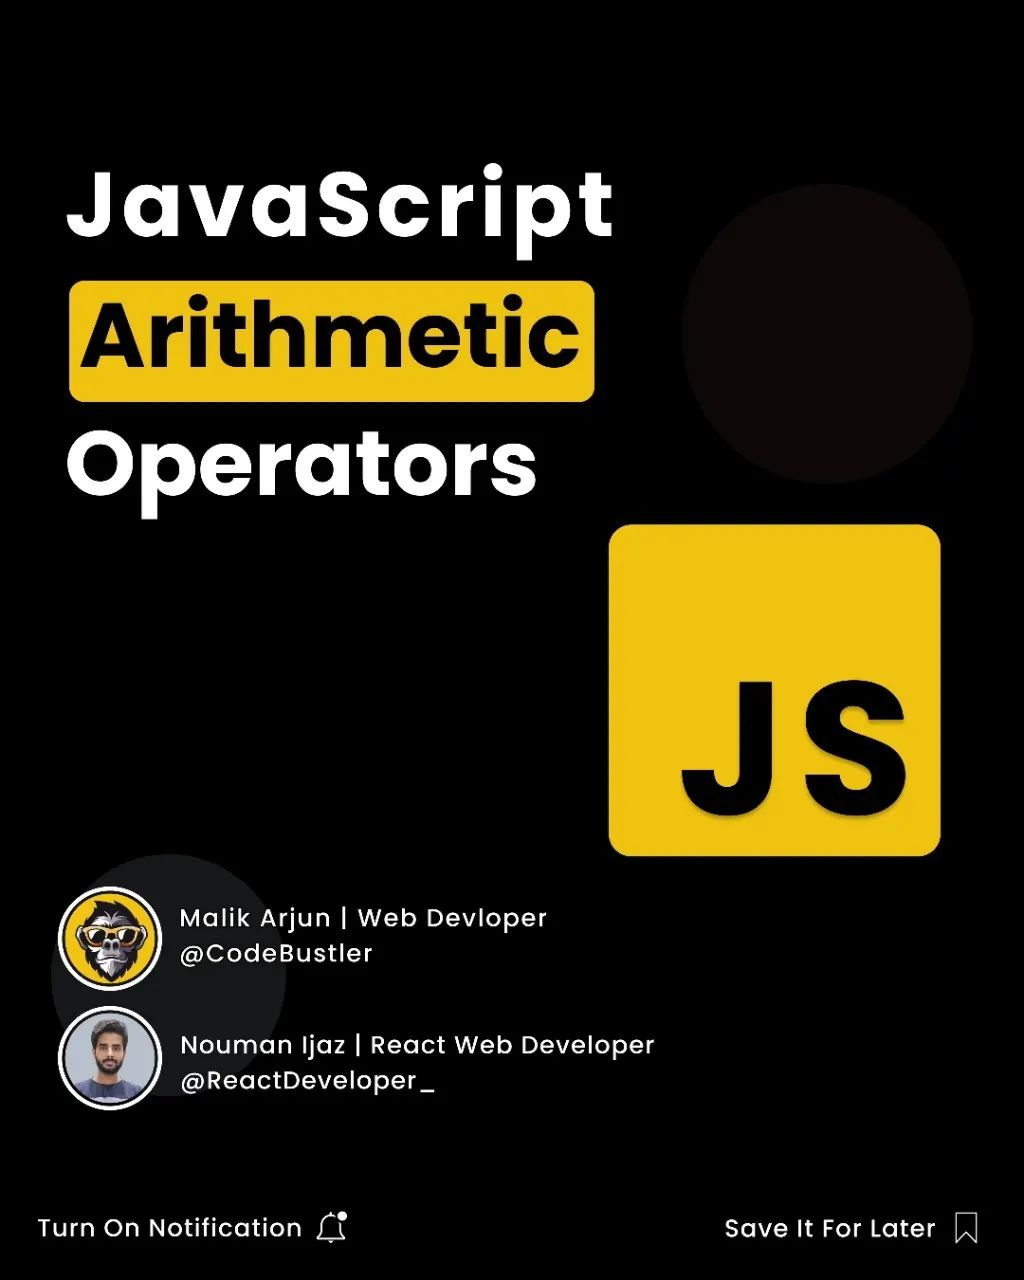 JavaScript
Arithmetic
Operators
JS
Malik Arjun | Web Devloper
@CodeBustler
Nouman Ijaz | React Web Developer
@ReactDeveloper_
Turn On Notification
Save It For Later